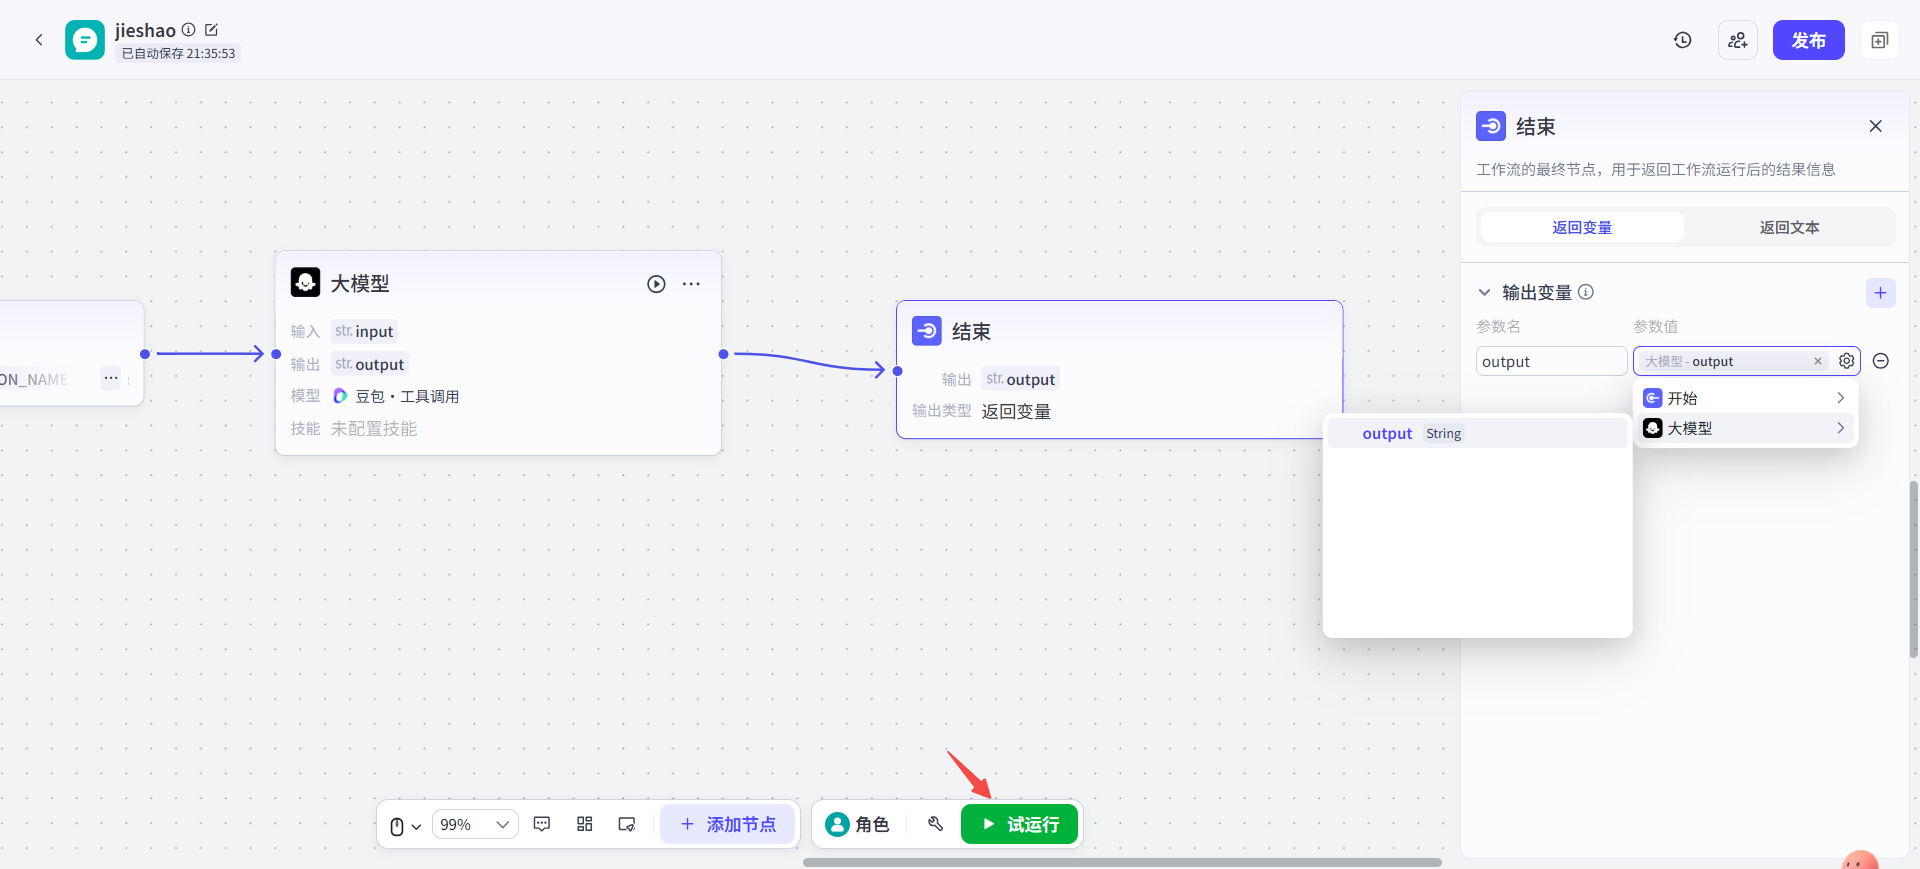 jieshao
已自动保存 21:35:53
发布
结束
工作流的最终节点，用于返回工作流运行后的结果信息
返回变量
返回文本
输出变量
参数名
参数值
output
大模型 - output
开始
大模型
output String
ON_NAME
大模型
输入 str. input
输出 str. output
模型 豆包·工具调用
技能 未配置技能
结束
输出 str. output
输出类型 返回变量
99%
添加节点
角色
试运行